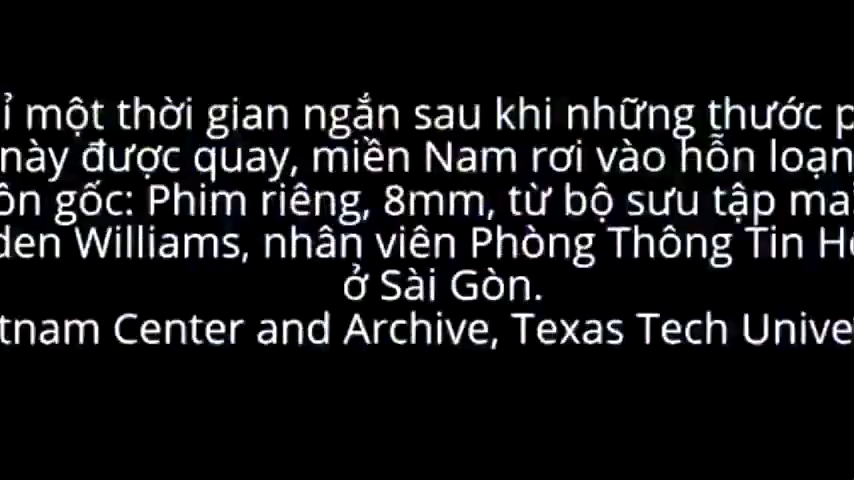 một thời gian ngắn sau khi những thước
này được quay, miền Nam rơi vào hỗn loạn
gốc: Phim riêng, 8mm, từ bộ sưu tập
Williams, nhân viên Phòng Thông Tin
ở Sài Gòn.
Center and Archive, Texas Tech